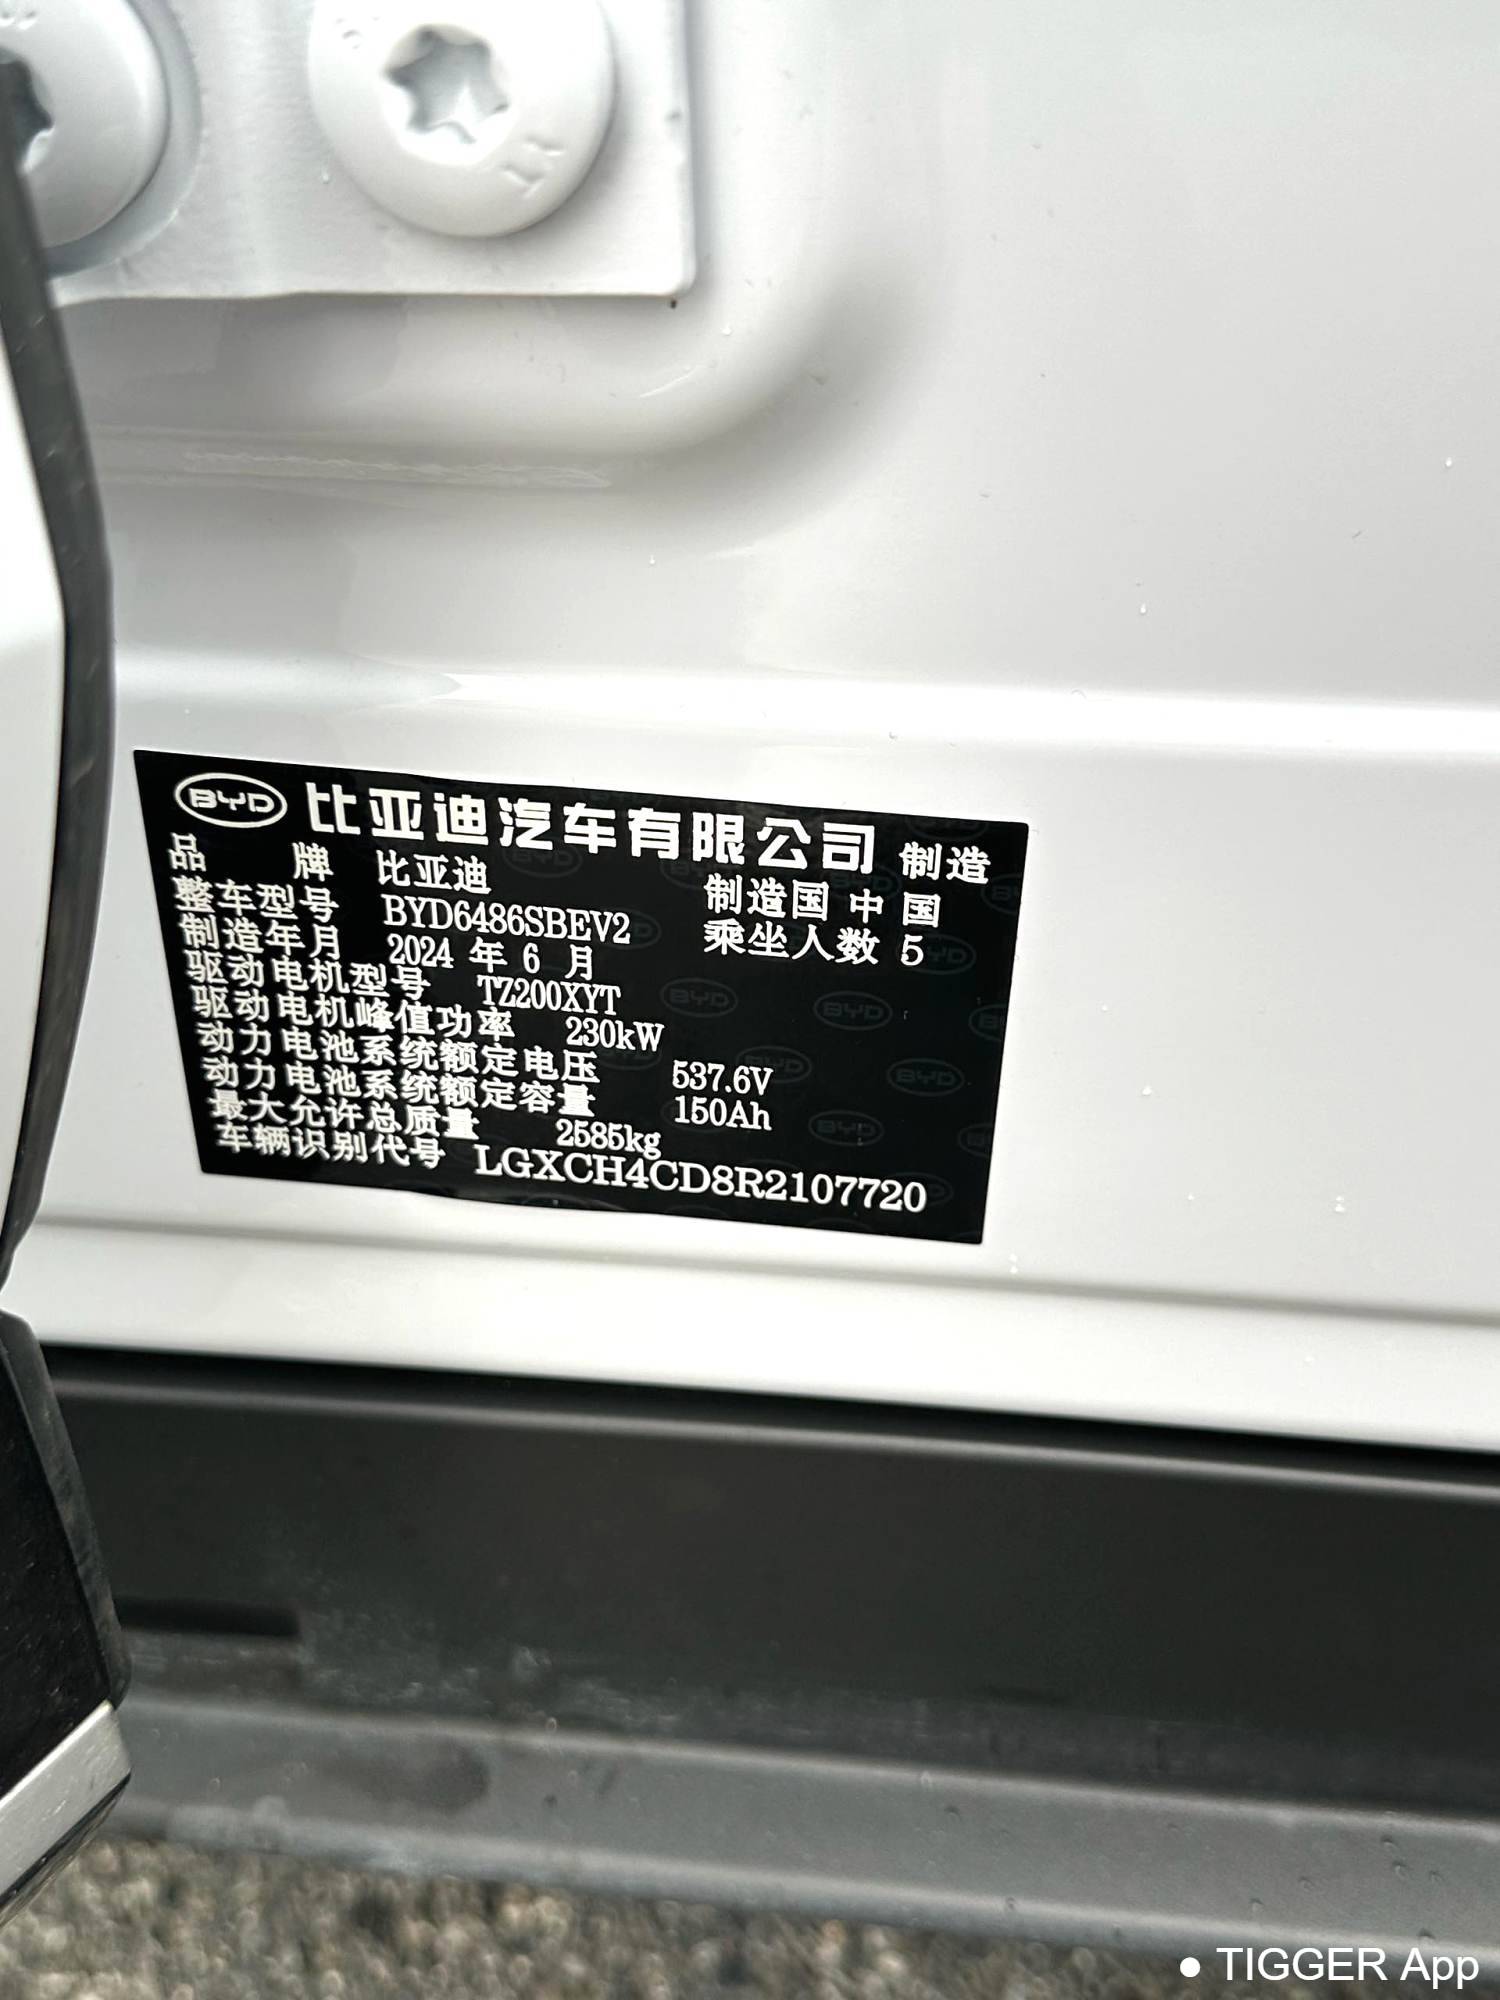 BYD 比亚迪汽车有限公司 制造
品牌 比亚迪 制造国 中国
整车型号 BYD6486SBEV2 乘坐人数 5
制造年月 2024 年 6 月
驱动电机型号 TZ200XYT
驱动电机峰值功率 230kW
动力电池系统额定电压 537.6V
动力电池系统额定容量 150Ah
最大允许总质量 2585kg
车辆识别代号 LGXCH4CD8R2107720
● TIGGER App